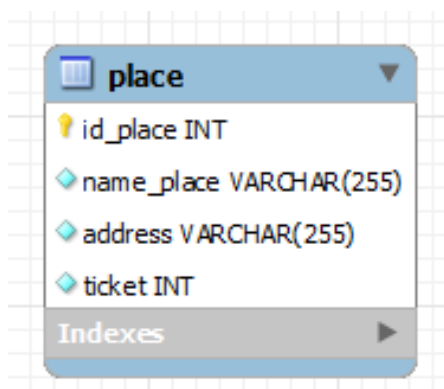 place
id_place INT
name_place VARCHAR(255)
address VARCHAR(255)
ticket INT
Indexes